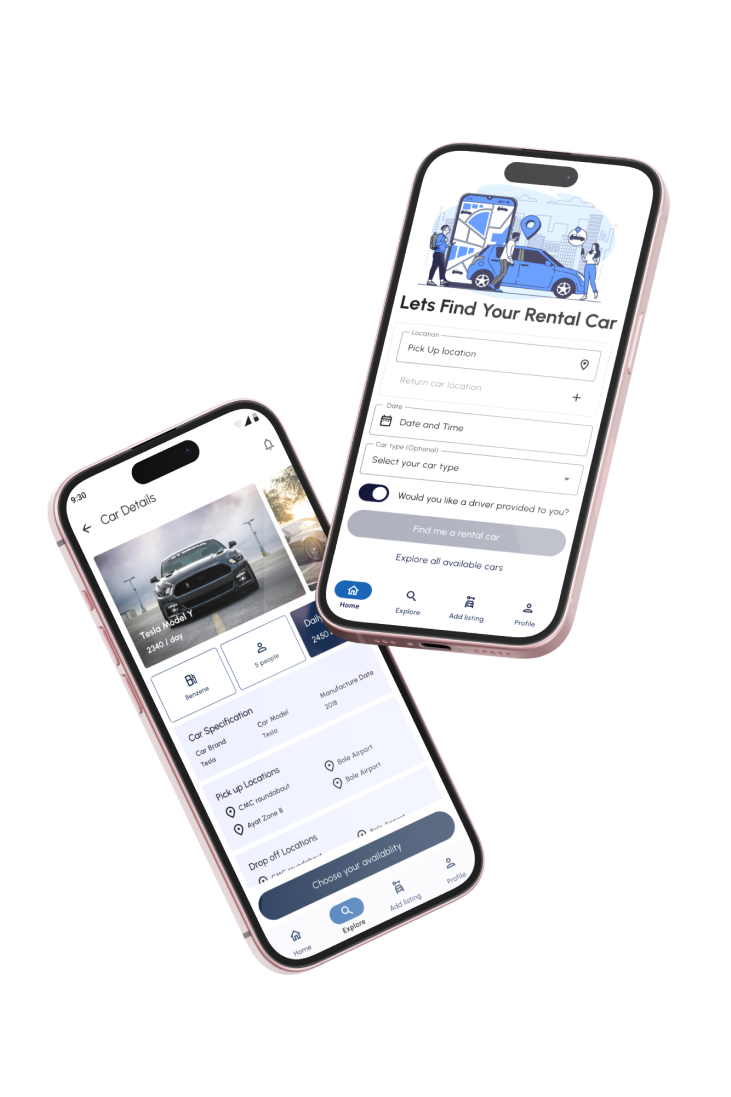 Lets Find Your Rental Car
Location
Pick Up location
Return car location
Date
Date and Time
Car type (Optional)
Select your car type
Would you like a driver provided to you?
Find me a rental car
Explore all available cars
Home
Explore
Add listing
Profile
9:30
Car Details
Tesla Model Y
2340 / day
Daily
2450
Benzene
5 people
Car Specification
Car Brand
Tesla
Car Model
Tesla
Manufacture Date
2018
Pick up Locations
CMC roundabout
Bole Airport
Ayat Zone 8
Bole Airport
Drop off Locations
CMC roundabout
Bole Airport
Choose your availablity
Home
Explore
Add listing
Profile